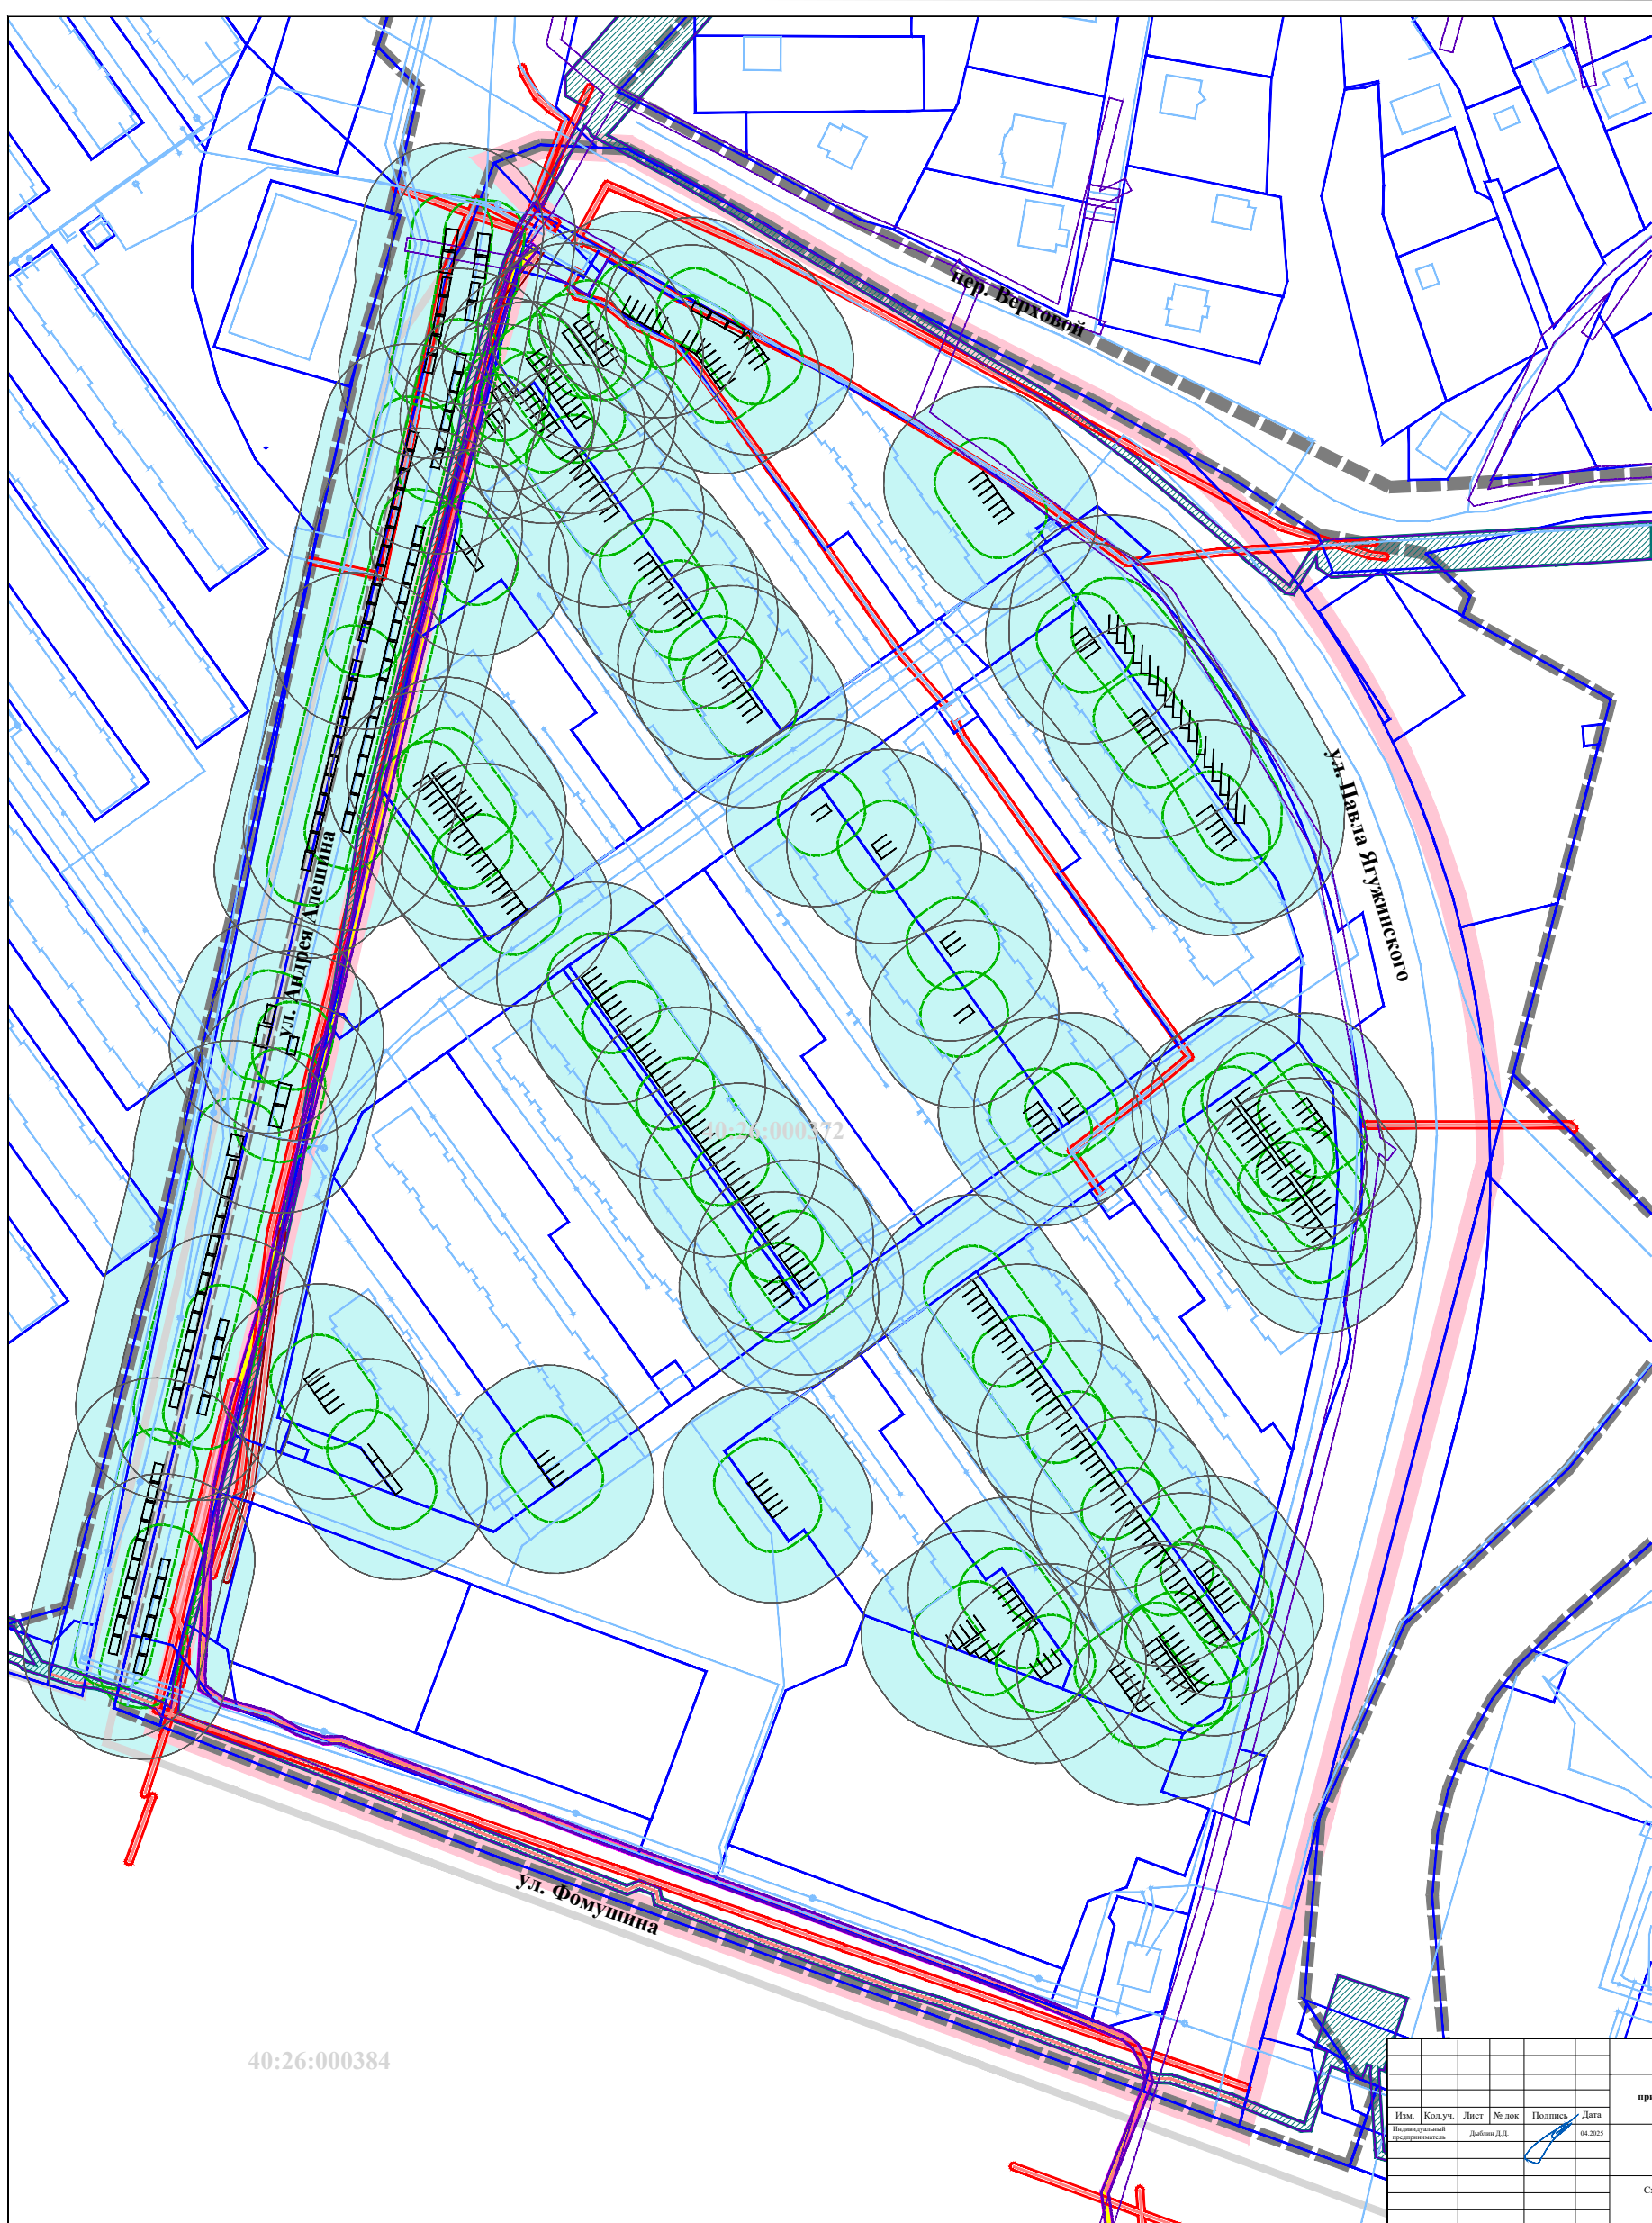 пер. Верховой
ул. Павла Ягужинского
ул. Андрея Алешина
40:26:000372
ул. Фомушина
40:26:000384
Изм. Кол.уч. Лист № док Подпись Дата
Индивидуальный предприниматель Дыблин Д.Д. 04.2025